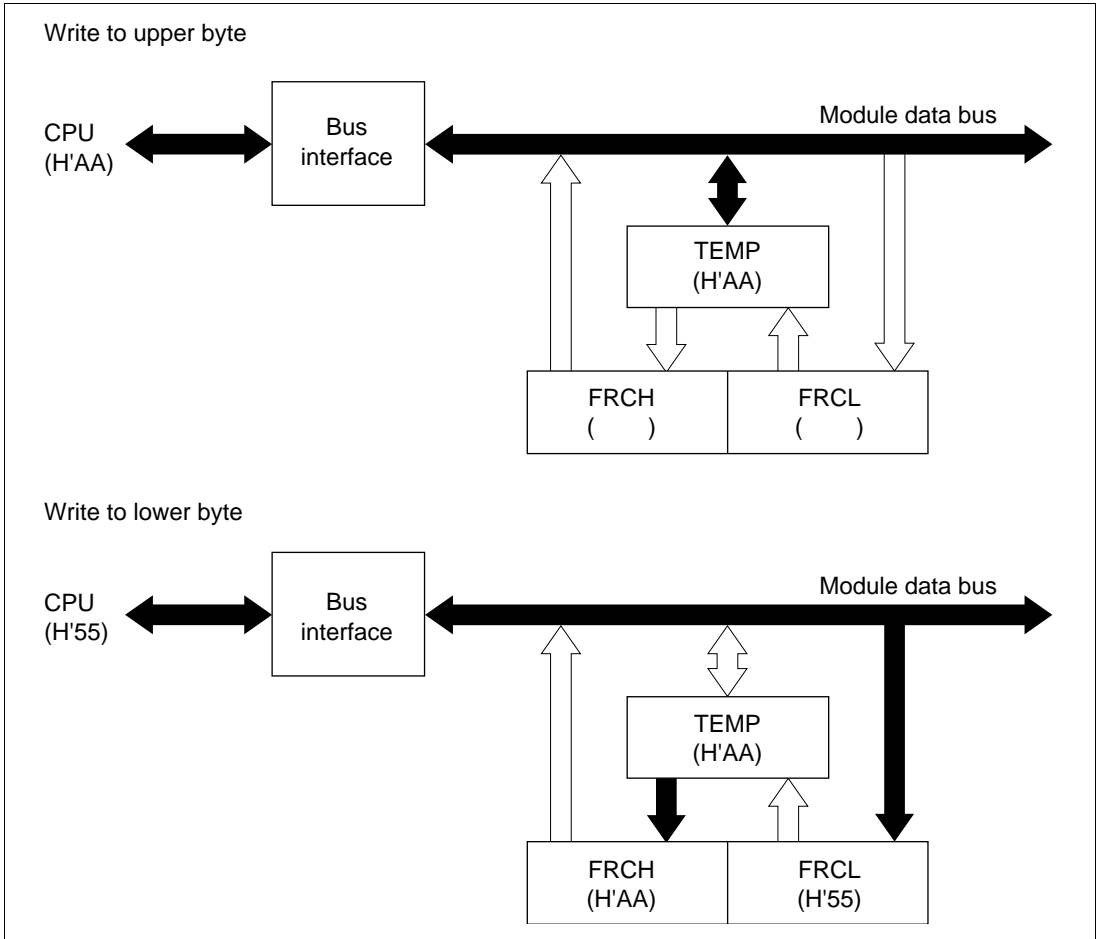 Write to upper byte
CPU
(H'AA)
Bus
interface
Module data bus
TEMP
(H'AA)
FRCH
( )
FRCL
( )
Write to lower byte
CPU
(H'55)
Bus
interface
Module data bus
TEMP
(H'AA)
FRCH
(H'AA)
FRCL
(H'55)